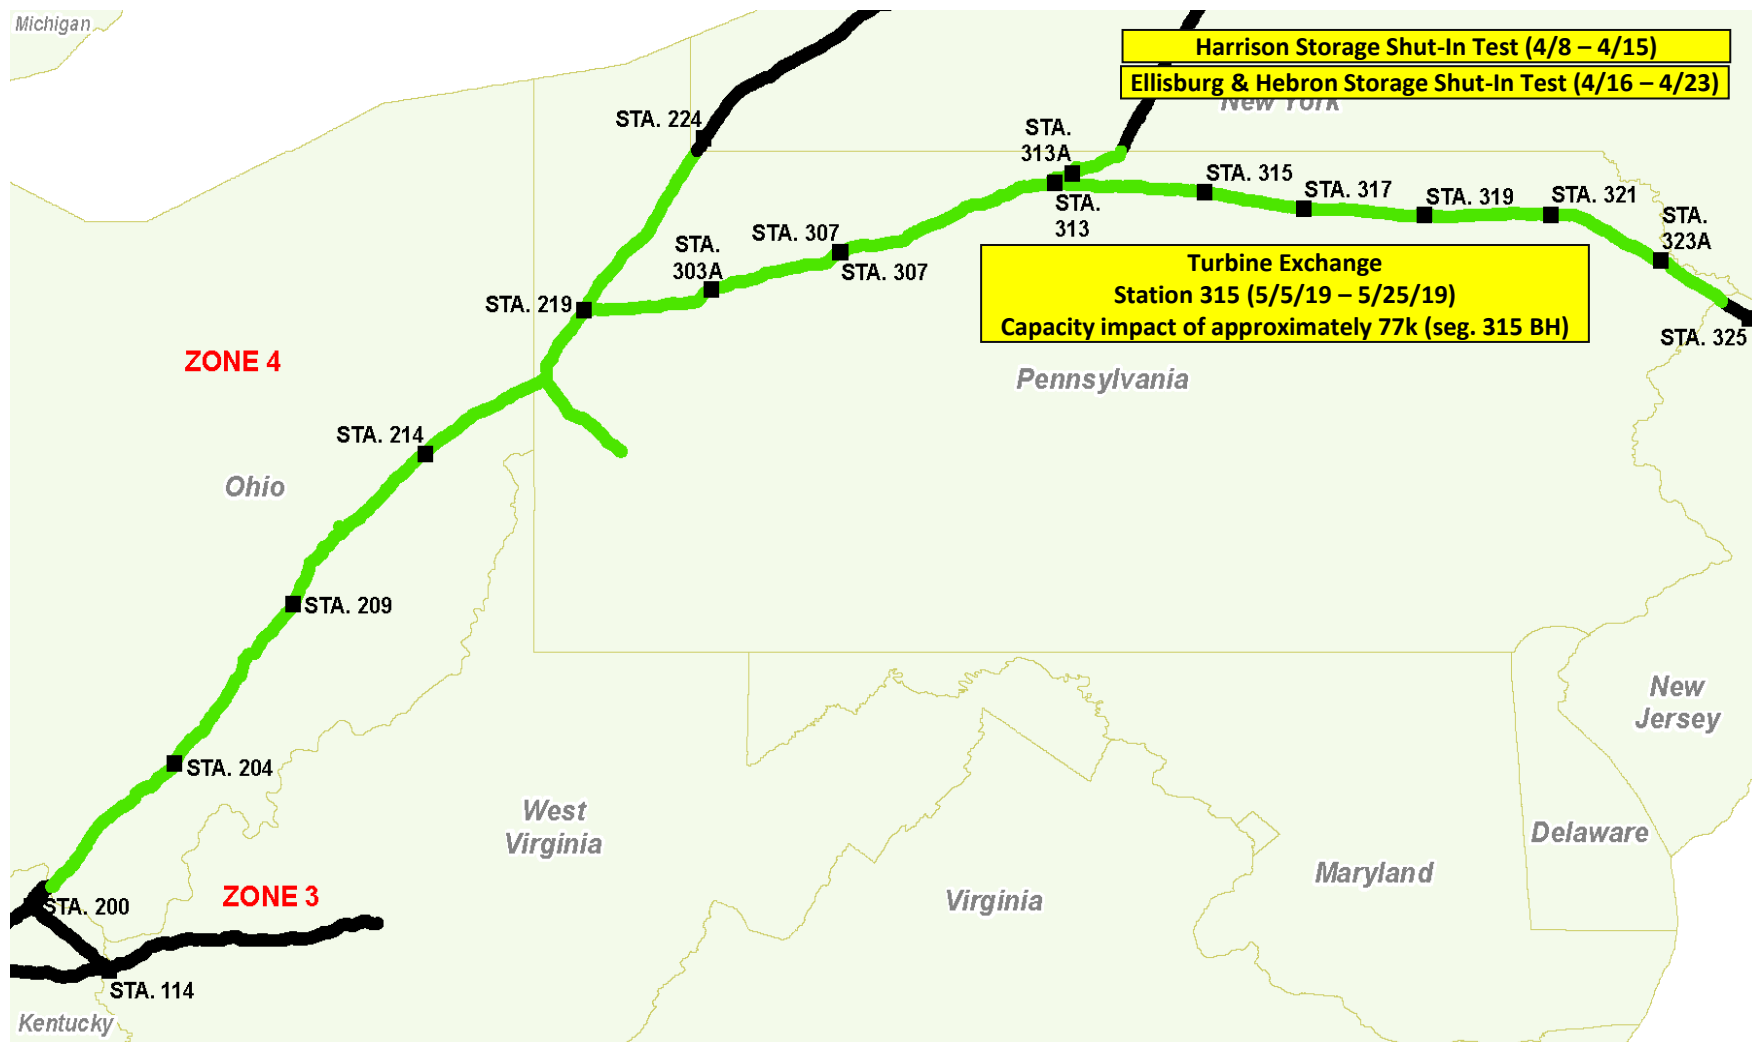 Michigan
Harrison Storage Shut-In Test (4/8 – 4/15)
Ellisburg & Hebron Storage Shut-In Test (4/16 – 4/23)
New York
STA. 224
STA.
313A
STA. 315
STA. 317
STA. 319
STA. 321
STA.
323A
STA.
313
STA. 307
STA. 307
STA.
303A
STA. 219
Turbine Exchange
Station 315 (5/5/19 – 5/25/19)
Capacity impact of approximately 77k (seg. 315 BH)
STA. 325
ZONE 4
Pennsylvania
STA. 214
Ohio
STA. 209
New
Jersey
STA. 204
West
Virginia
Delaware
Maryland
ZONE 3
Virginia
STA. 200
STA. 114
Kentucky